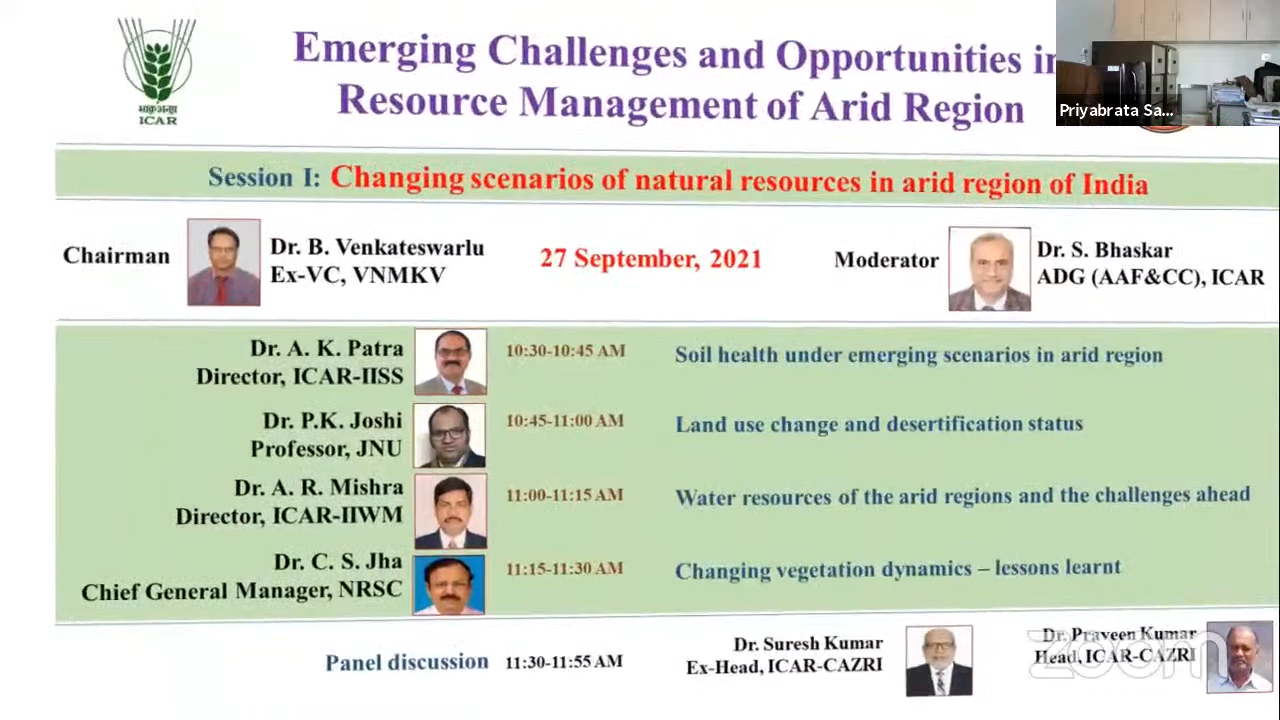 Emerging Challenges and Opportunities in
Resource Management of Arid Region
भाकृअनुप
ICAR
Priyabrata Sa...
Session I: Changing scenarios of natural resources in arid region of India
Chairman
Dr. B. Venkateswarlu
Ex-VC, VNMKV
27 September, 2021
Moderator
Dr. S. Bhaskar
ADG (AAF&CC), ICAR
Dr. A. K. Patra
Director, ICAR-IISS
10:30-10:45 AM
Soil health under emerging scenarios in arid region
Dr. P.K. Joshi
Professor, JNU
10:45-11:00 AM
Land use change and desertification status
Dr. A. R. Mishra
Director, ICAR-IIWM
11:00-11:15 AM
Water resources of the arid regions and the challenges ahead
Dr. C. S. Jha
Chief General Manager, NRSC
11:15-11:30 AM
Changing vegetation dynamics – lessons learnt
Panel discussion 11:30-11:55 AM
Dr. Suresh Kumar
Ex-Head, ICAR-CAZRI
Dr. Praveen Kumar
Head, ICAR-CAZRI
zoom